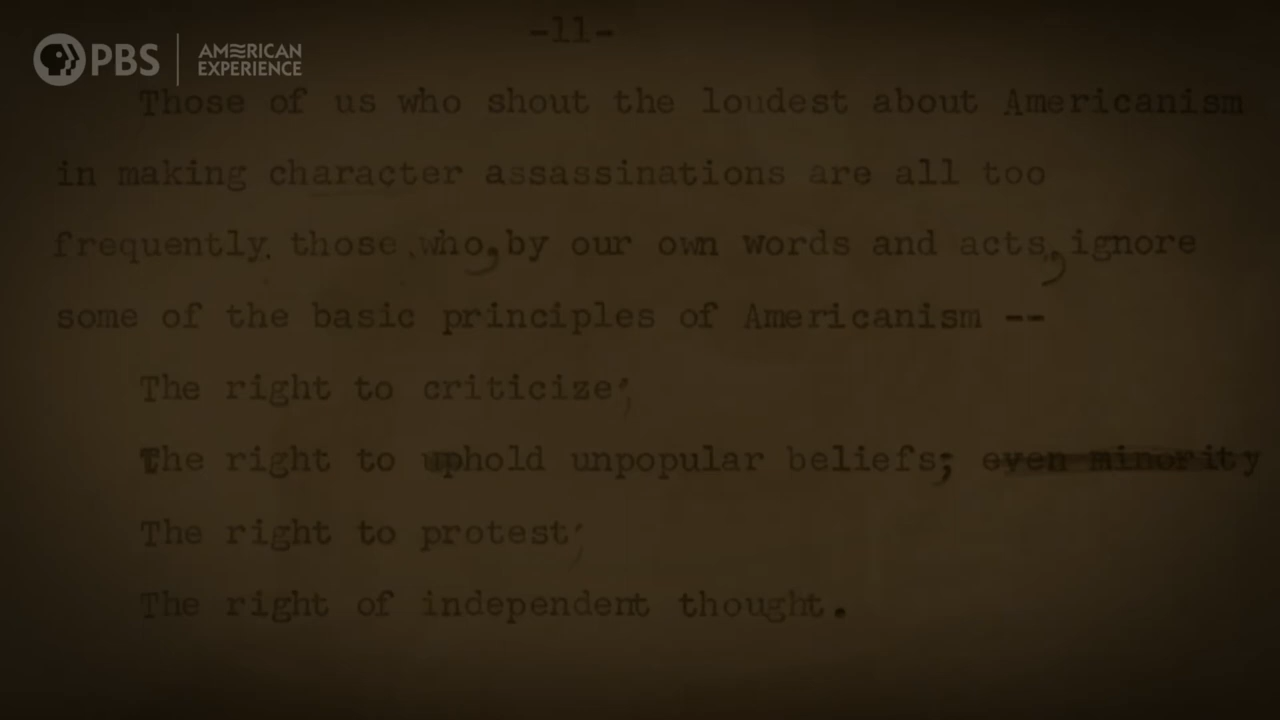 -11-
PBS
AMERICAN
EXPERIENCE
Those of us who shout the loudest about Americanism
in making character assassinations are all too
frequently, those who, by our own words and acts, ignore
some of the basic principles of Americanism --
The right to criticize;
The right to uphold unpopular beliefs; even minority
The right to protest;
The right of independent thought.